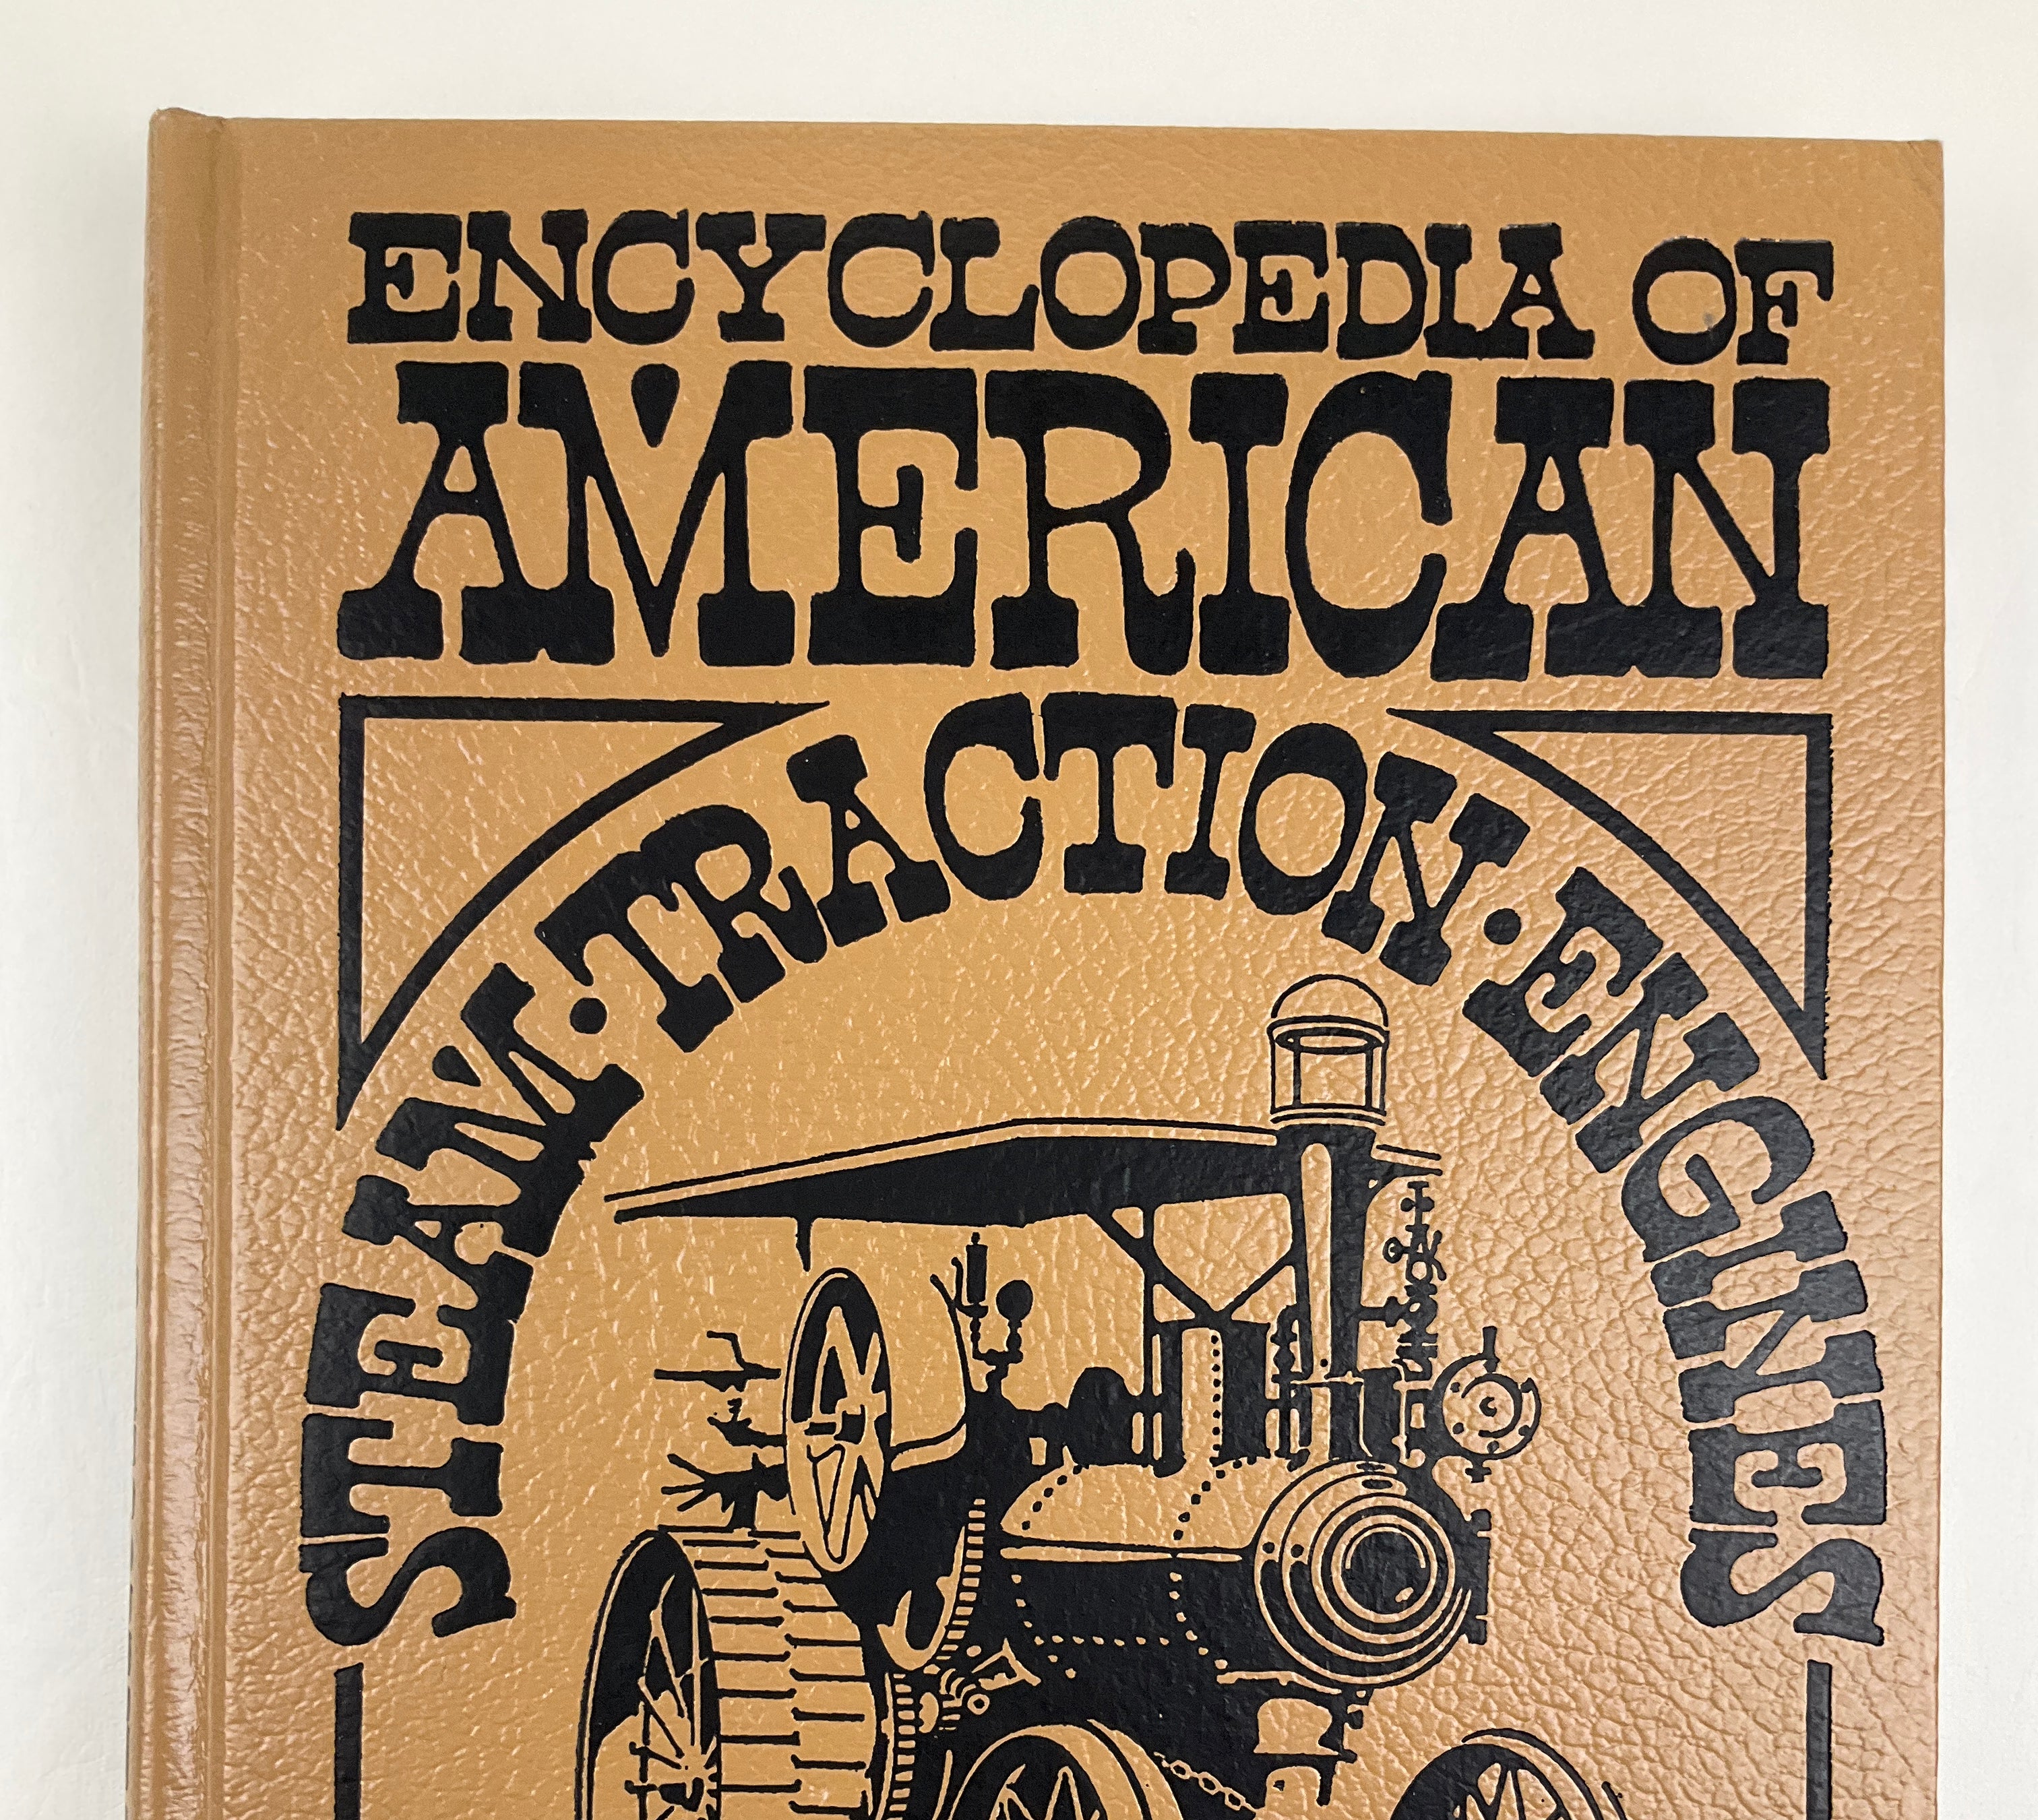 ENCYCLOPEDIA OF
AMERICAN
STEAM·TRACTION·ENGINES